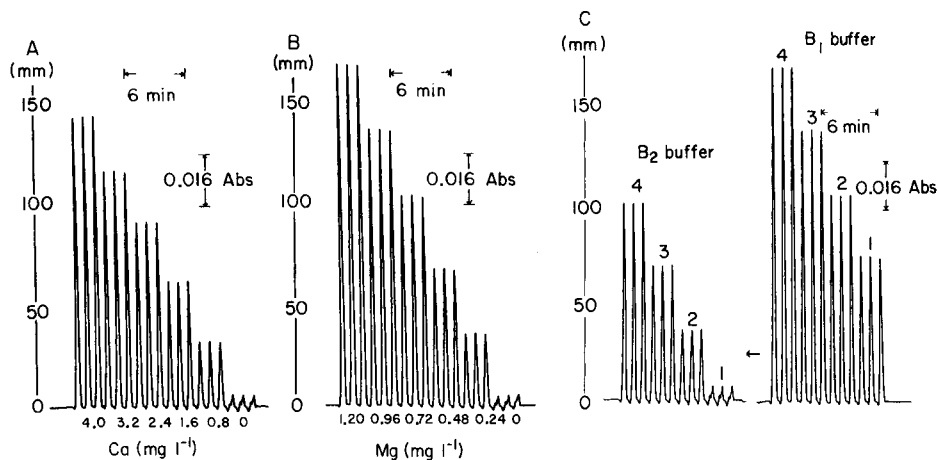 A
(mm)
150
100
50
0
6 min
0.016 Abs
4.0 3.2 2.4 1.6 0.8 0
Ca (mg l⁻¹)
B
(mm)
150
100
50
0
6 min
0.016 Abs
1.20 0.96 0.72 0.48 0.24 0
Mg (mg l⁻¹)
C
(mm)
150
100
50
0
B₂ buffer
4
3
2
1
←
B₁ buffer
4
3
6 min
2
0.016 Abs
1